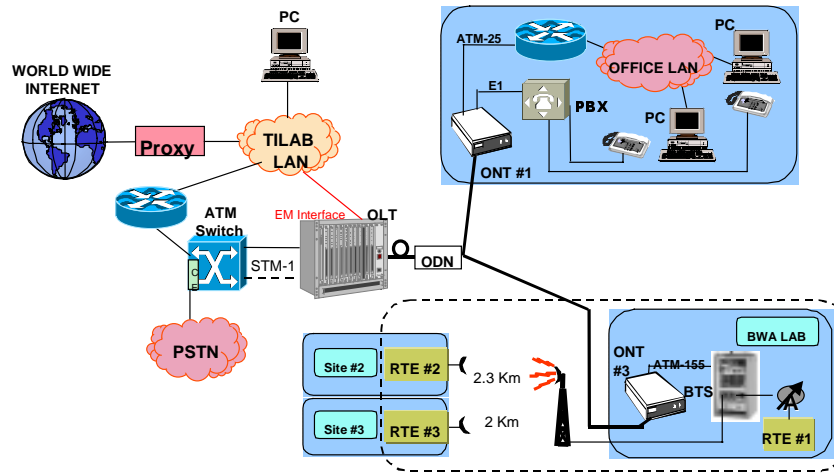 PC
WORLD WIDE
INTERNET
Proxy
TILAB
LAN
ATM
Switch
CE
PSTN
EM Interface
OLT
STM-1
ODN
ATM-25
OFFICE LAN
PC
E1
PBX
PC
ONT #1
Site #2
RTE #2
2.3 Km
Site #3
RTE #3
2 Km
BWA LAB
ONT
#3
ATM-155
BTS
A
RTE #1